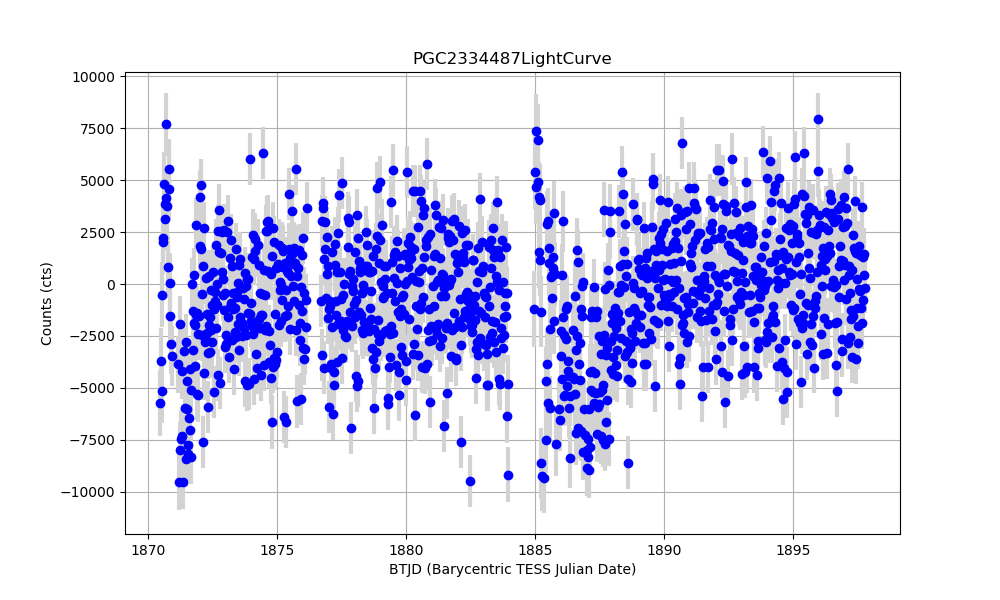 PGC2334487LightCurve
10000
7500
5000
2500
0
−2500
−5000
−7500
−10000
Counts (cts)
1870 1875 1880 1885 1890 1895
BTJD (Barycentric TESS Julian Date)